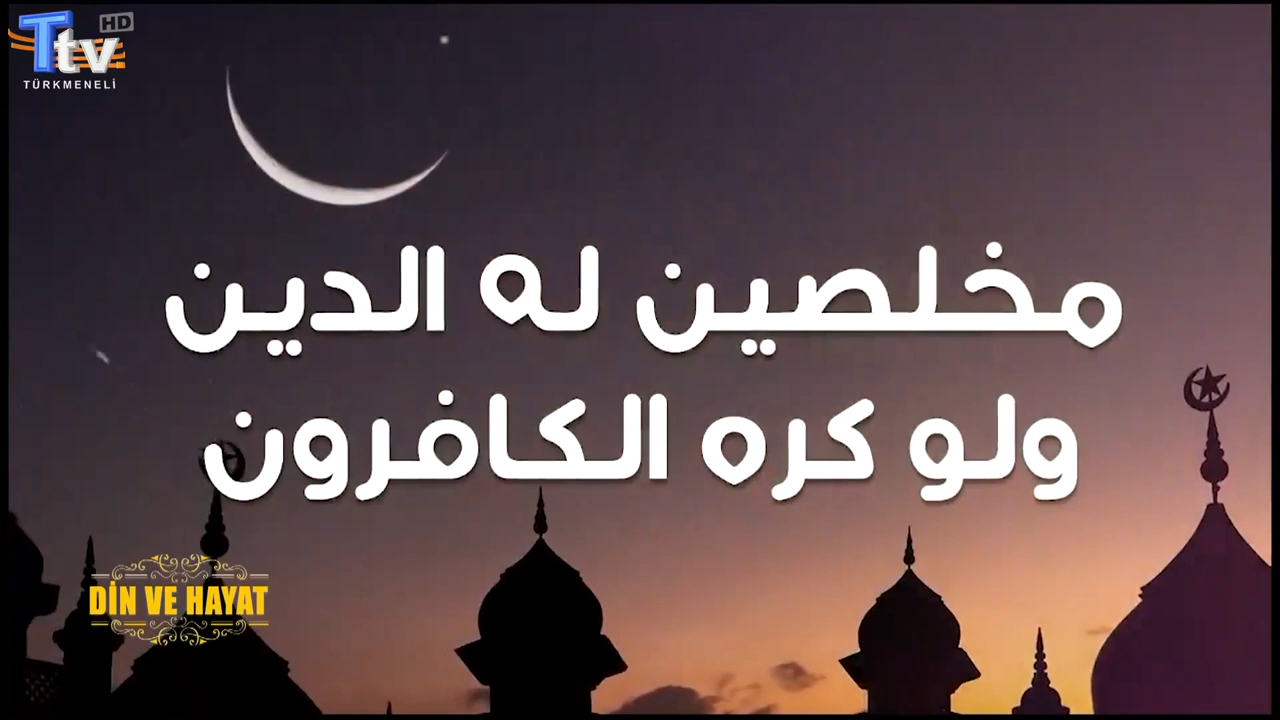 Ttv HD
TÜRKMENELİ
مخلصين له الدين
ولو كره الكافرون
DİN VE HAYAT